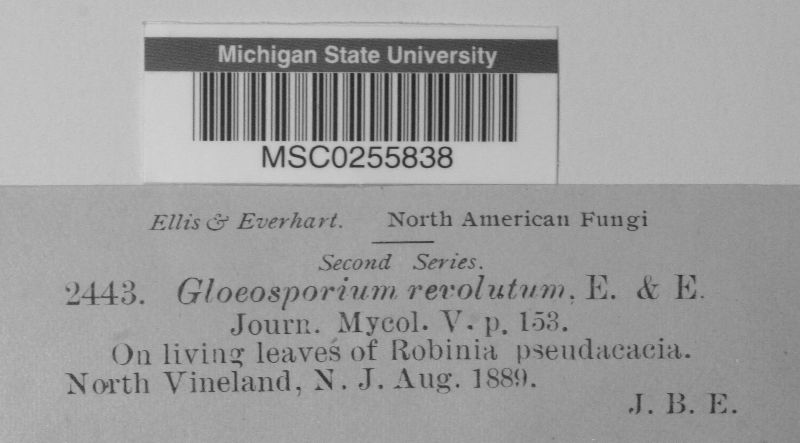 Michigan State University
MSC0255838
Ellis & Everhart. North American Fungi
Second Series.
2443. Gloeosporium revolutum, E. & E.
Journ. Mycol. V. p. 153.
On living leaves of Robinia pseudacacia.
North Vineland, N. J. Aug. 1889.
J. B. E.